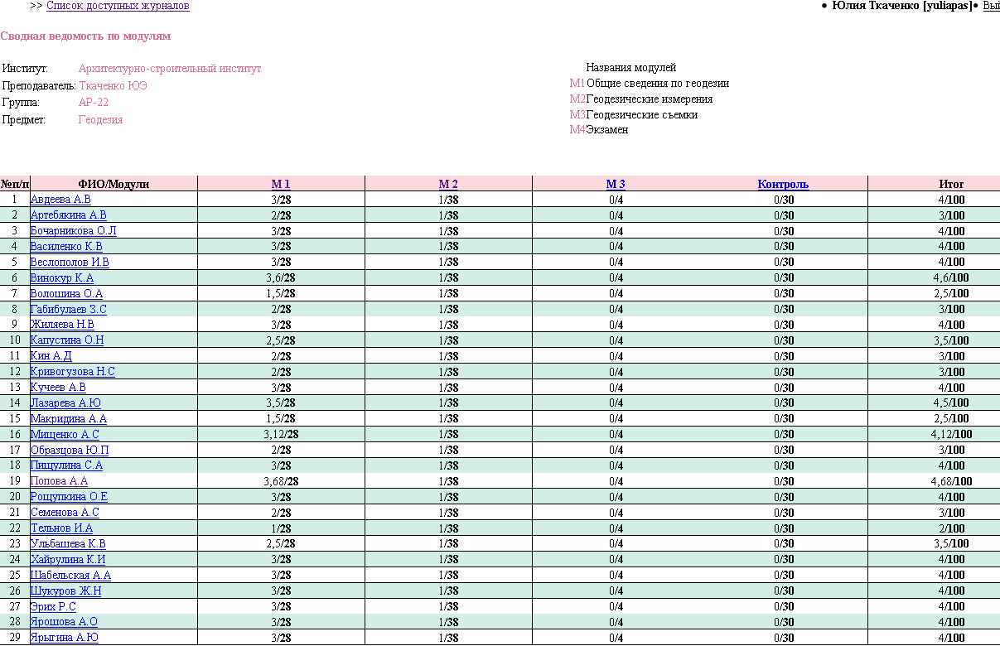 >> Список доступных журналов
• Юлия Ткаченко [yuliapas]•
Сводная ведомость по модулям
Институт: Архитектурно-строительный институт
Преподаватель: Ткаченко ЮЭ
Группа: АР-22
Предмет: Геодезия
Названия модулей
М1 Общие сведения по геодезии
М2 Геодезические измерения
М3 Геодезические съемки
М4 Экзамен
№п/п ФИО/Модули М 1 М 2 М 3 Контроль Итог
1 Авдеева А.В 3/28 1/38 0/4 0/30 4/100
2 Артебякина А.В 2/28 1/38 0/4 0/30 3/100
3 Бочарникова О.Л 3/28 1/38 0/4 0/30 4/100
4 Василенко К.В 3/28 1/38 0/4 0/30 4/100
5 Веслополов И.В 3/28 1/38 0/4 0/30 4/100
6 Винокур К.А 3,6/28 1/38 0/4 0/30 4,6/100
7 Волошина О.А 1,5/28 1/38 0/4 0/30 2,5/100
8 Габибулаев З.С 2/28 1/38 0/4 0/30 3/100
9 Жиляева Н.В 3/28 1/38 0/4 0/30 4/100
10 Капустина О.Н 2,5/28 1/38 0/4 0/30 3,5/100
11 Кин А.Д 2/28 1/38 0/4 0/30 3/100
12 Кривогузова Н.С 2/28 1/38 0/4 0/30 3/100
13 Кучеев А.В 3/28 1/38 0/4 0/30 4/100
14 Лазарева А.Ю 3,5/28 1/38 0/4 0/30 4,5/100
15 Макридина А.А 1,5/28 1/38 0/4 0/30 2,5/100
16 Мищенко А.С 3,12/28 1/38 0/4 0/30 4,12/100
17 Образцова Ю.П 2/28 1/38 0/4 0/30 3/100
18 Пищулина С.А 3/28 1/38 0/4 0/30 4/100
19 Попова А.А 3,68/28 1/38 0/4 0/30 4,68/100
20 Рощупкина О.Е 3/28 1/38 0/4 0/30 4/100
21 Семенова А.С 2/28 1/38 0/4 0/30 3/100
22 Тельнов И.А 1/28 1/38 0/4 0/30 2/100
23 Ульбашева К.В 2,5/28 1/38 0/4 0/30 3,5/100
24 Хайрулина К.И 3/28 1/38 0/4 0/30 4/100
25 Шабельская А.А 3/28 1/38 0/4 0/30 4/100
26 Шукуров Ж.Н 3/28 1/38 0/4 0/30 4/100
27 Эрих Р.С 3/28 1/38 0/4 0/30 4/100
28 Ярошова А.О 3/28 1/38 0/4 0/30 4/100
29 Ярыгина А.Ю 3/28 1/38 0/4 0/30 4/100